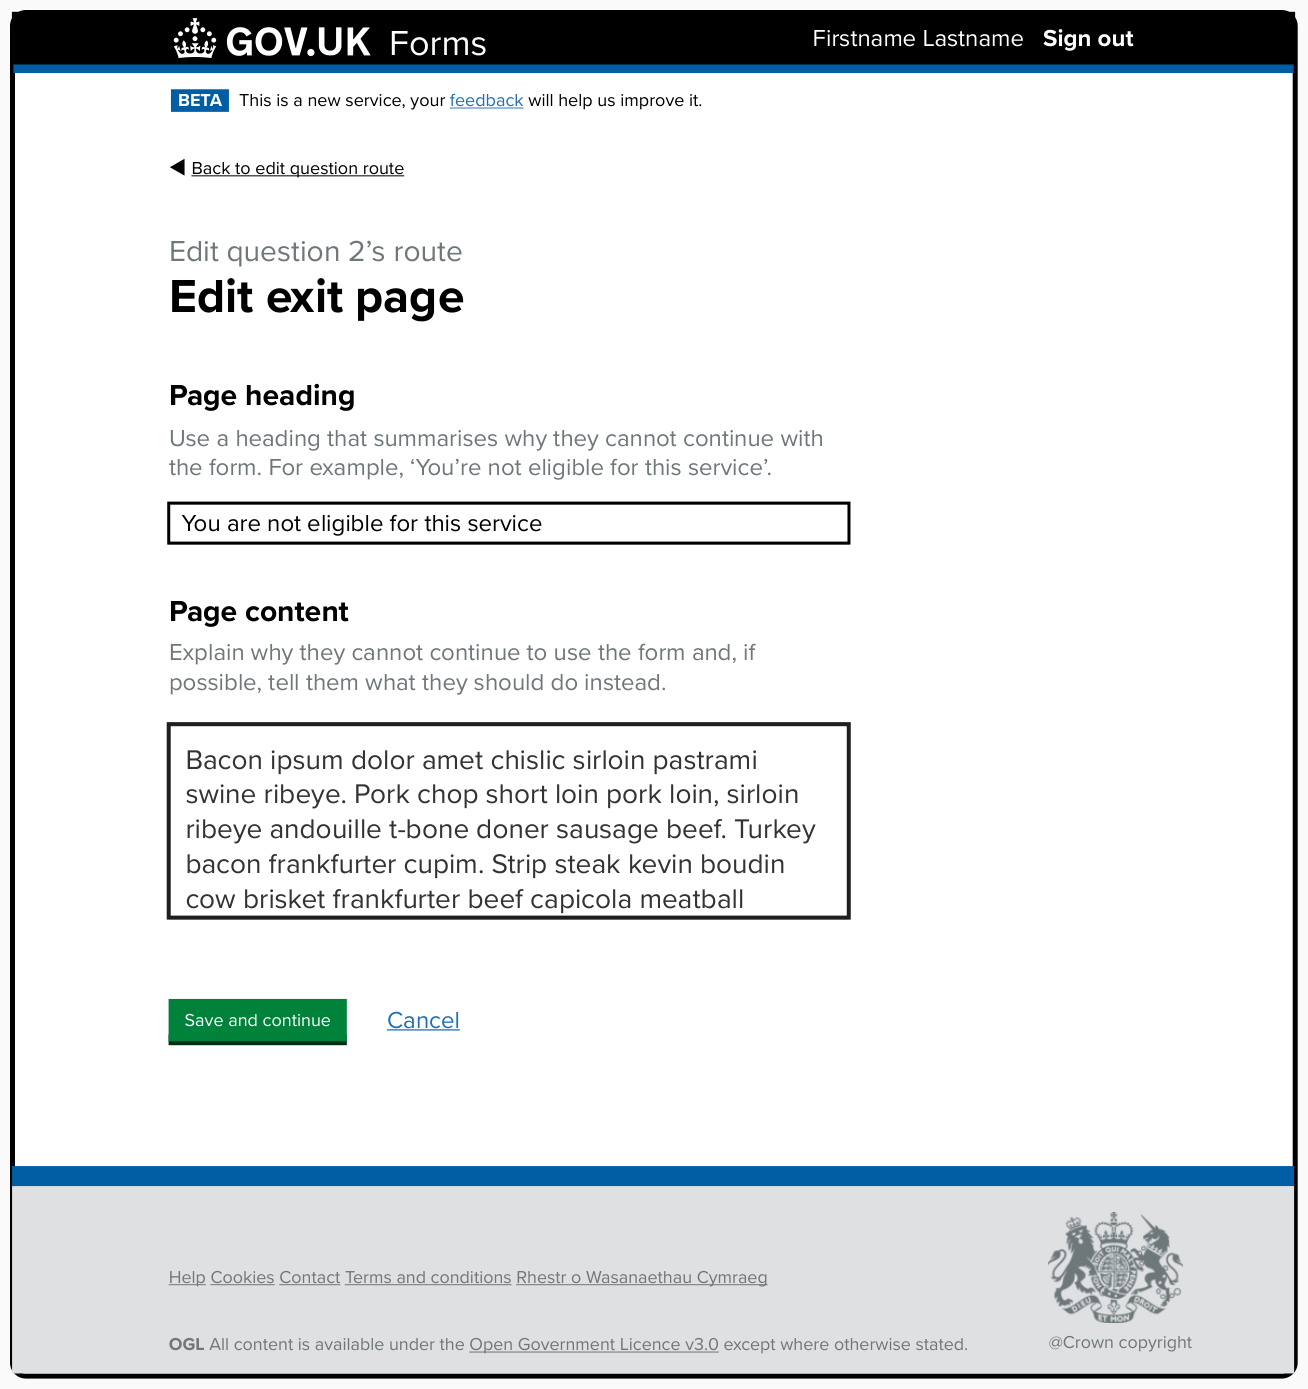 GOV.UK Forms
Firstname Lastname Sign out
BETA This is a new service, your feedback will help us improve it.
Back to edit question route
Edit question 2’s route
Edit exit page
Page heading
Use a heading that summarises why they cannot continue with
the form. For example, ‘You’re not eligible for this service’.
You are not eligible for this service
Page content
Explain why they cannot continue to use the form and, if
possible, tell them what they should do instead.
Bacon ipsum dolor amet chislic sirloin pastrami
swine ribeye. Pork chop short loin pork loin, sirloin
ribeye andouille t-bone doner sausage beef. Turkey
bacon frankfurter cupim. Strip steak kevin boudin
cow brisket frankfurter beef capicola meatball
Save and continue
Cancel
Help Cookies Contact Terms and conditions Rhestr o Wasanaethau Cymraeg
DIEU ET MON DROIT
OGL All content is available under the Open Government Licence v3.0 except where otherwise stated.
@Crown copyright